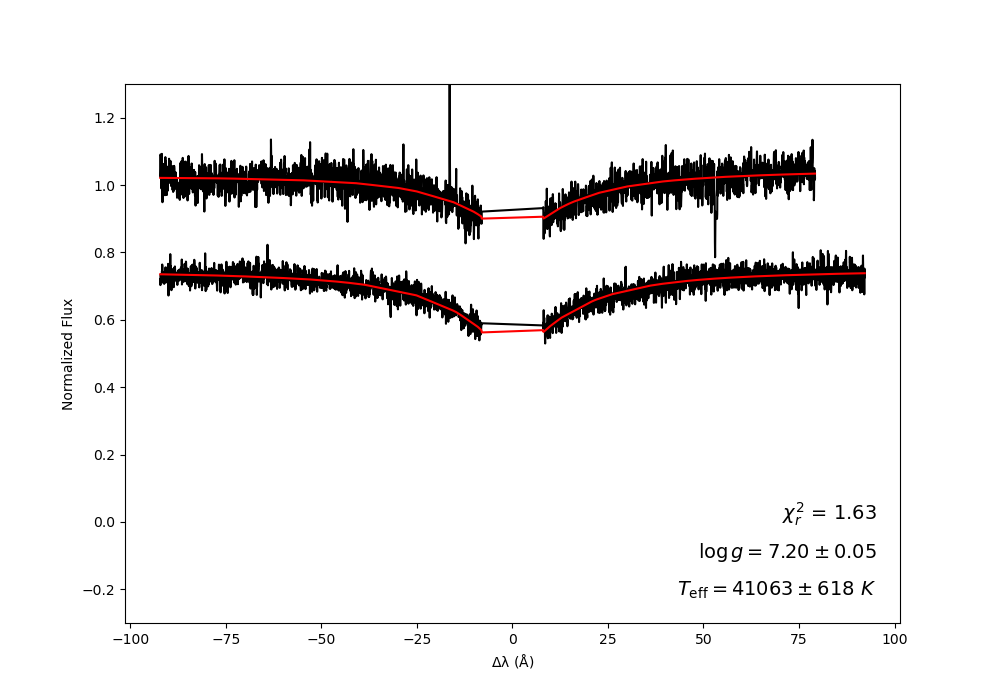 1.2
1.0
0.8
0.6
0.4
0.2
0.0
−0.2
Normalized Flux
χ²ᵣ = 1.63
log g = 7.20 ± 0.05
T_eff = 41063 ± 618 K
−100 −75 −50 −25 0 25 50 75 100
Δλ (Å)